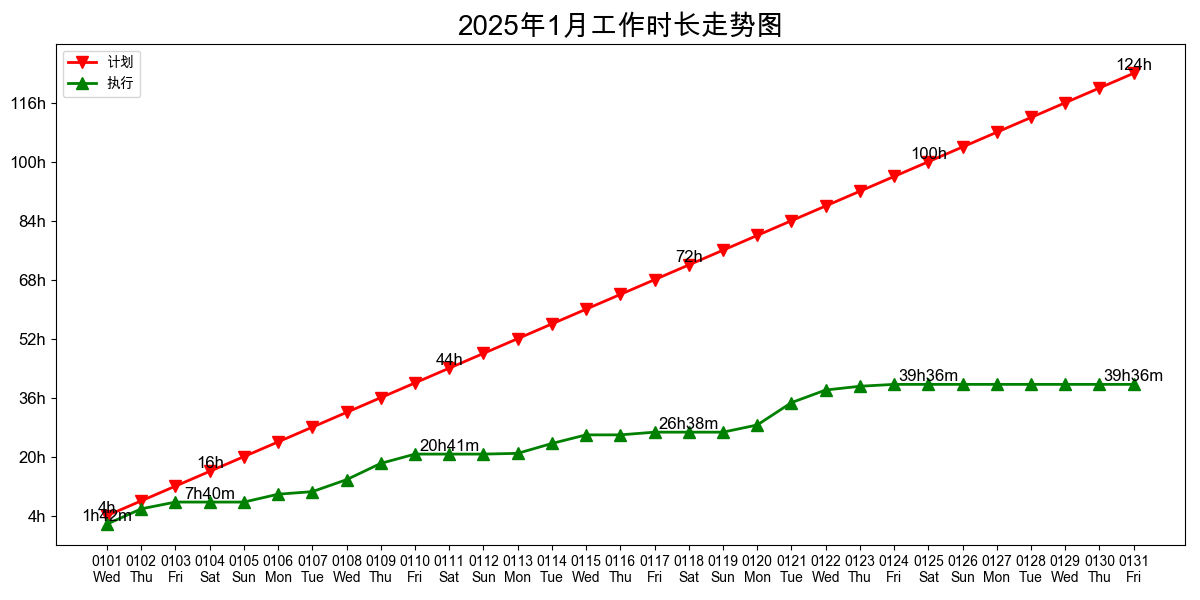 2025年1月工作时长走势图
计划
执行
116h
100h
84h
68h
52h
36h
20h
4h
124h
100h
72h
44h
16h
4h
1h42m
7h40m
20h41m
26h38m
39h36m
39h36m
0101 0102 0103 0104 0105 0106 0107 0108 0109 0110 0111 0112 0113 0114 0115 0116 0117 0118 0119 0120 0121 0122 0123 0124 0125 0126 0127 0128 0129 0130 0131
Wed Thu Fri Sat Sun Mon Tue Wed Thu Fri Sat Sun Mon Tue Wed Thu Fri Sat Sun Mon Tue Wed Thu Fri Sat Sun Mon Tue Wed Thu Fri